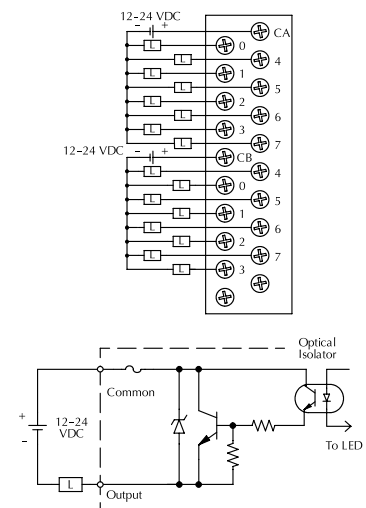 12-24 VDC
- +
CA
L
0
L
4
L
1
L
5
L
2
L
6
L
3
L
7
12-24 VDC
- +
CB
L
4
L
0
L
5
L
1
L
6
L
2
L
7
L
3
Optical
Isolator
Common
+
12-24
VDC
-
To LED
L
Output